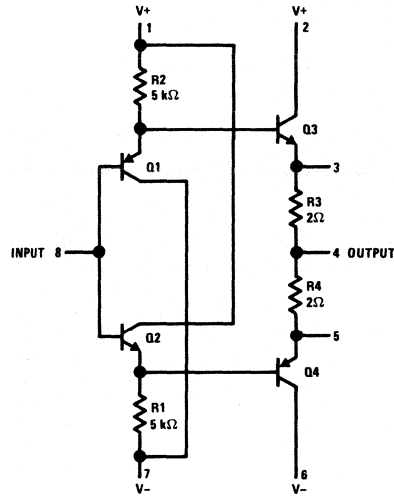 V+
1
V+
2
R2
5 kΩ
Q3
Q1
3
R3
2Ω
INPUT 8
4 OUTPUT
R4
2Ω
Q2
5
Q4
R1
5 kΩ
7
V−
6
V−